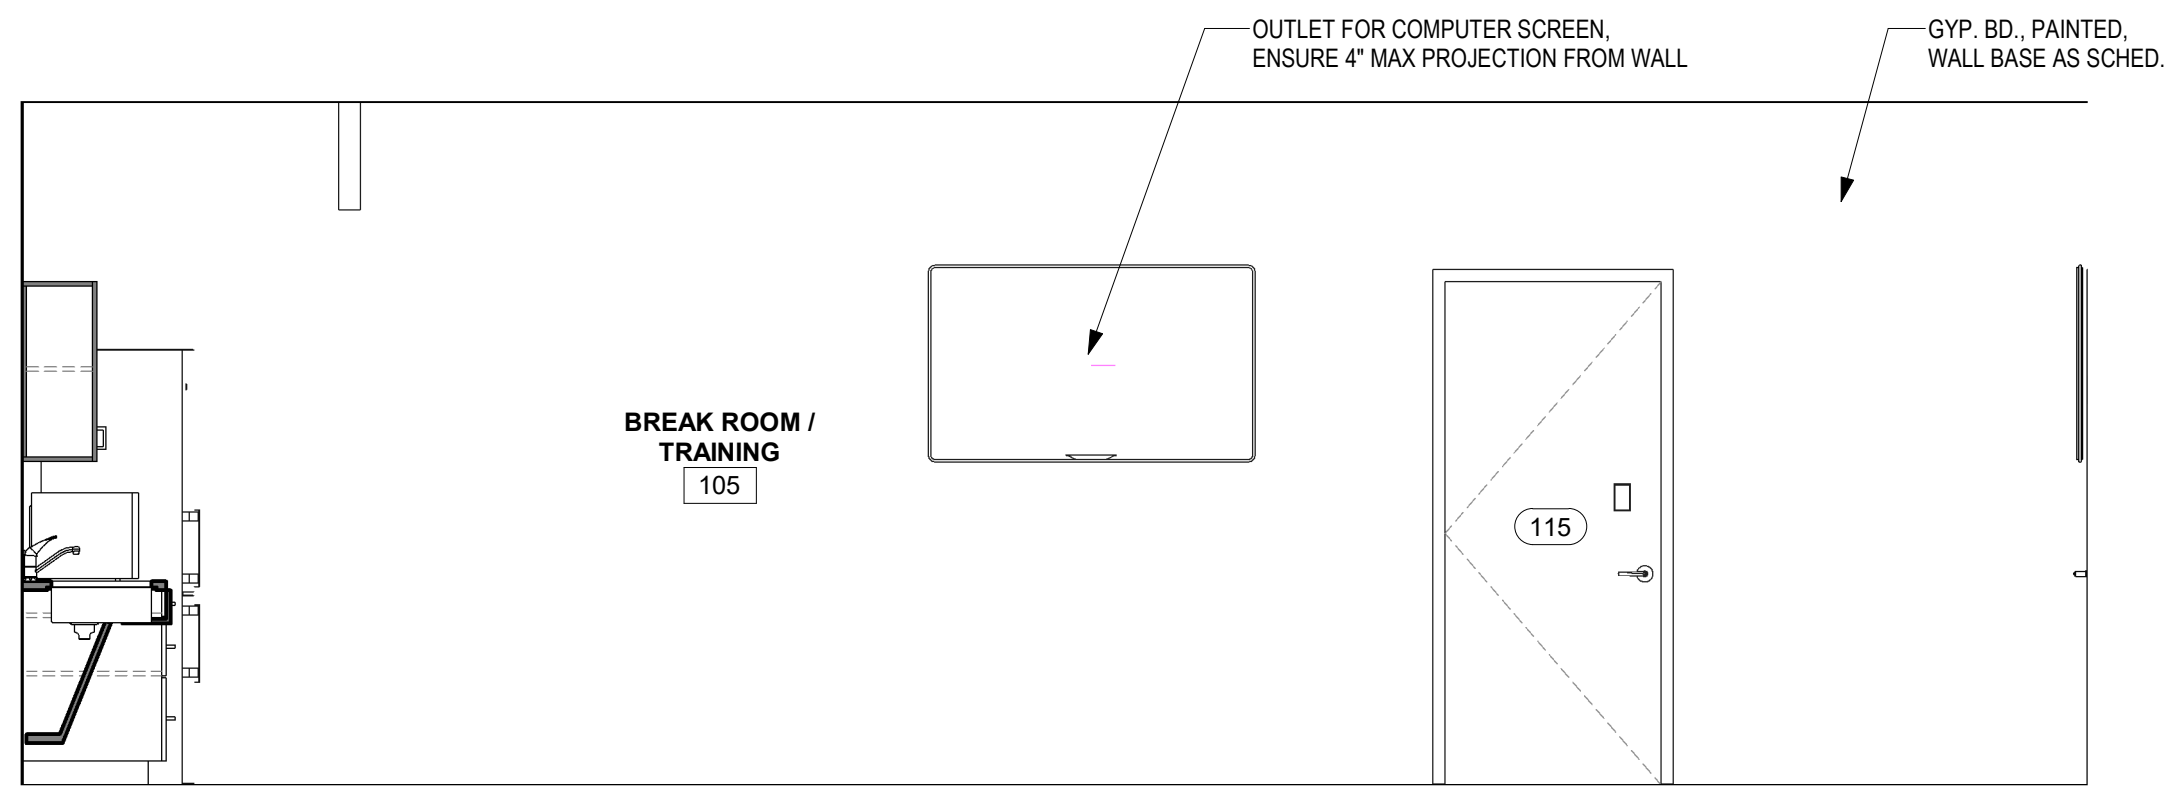 OUTLET FOR COMPUTER SCREEN,
ENSURE 4" MAX PROJECTION FROM WALL
GYP. BD., PAINTED,
WALL BASE AS SCHED.
BREAK ROOM /
TRAINING
105
115